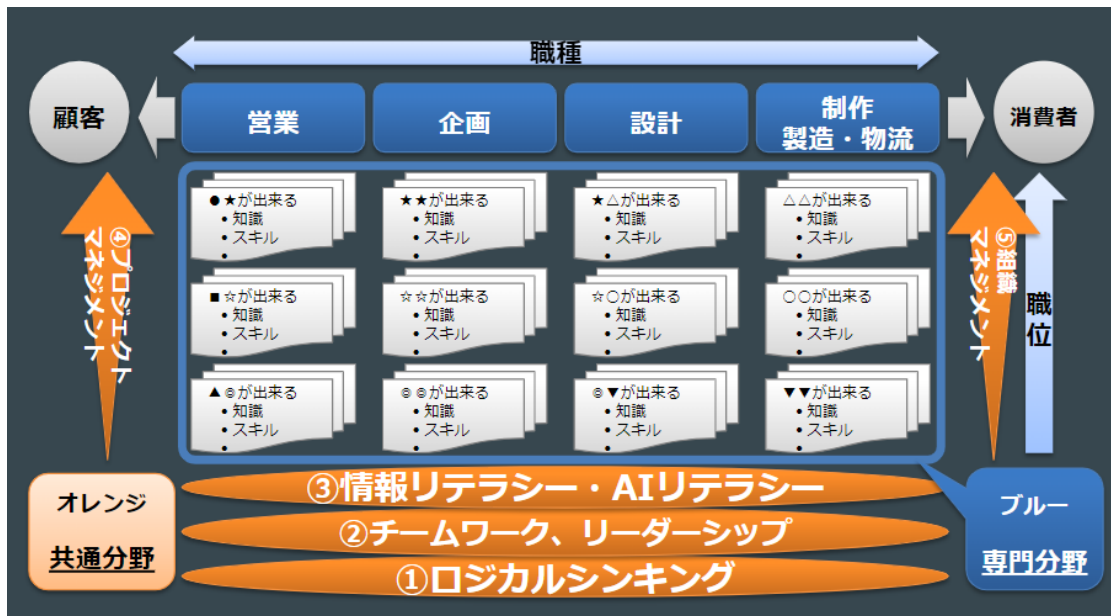 職種
顧客
営業
企画
設計
制作
製造・物流
消費者
●★が出来る
• 知識
• スキル
•
★★が出来る
• 知識
• スキル
•
★△が出来る
• 知識
• スキル
•
△△が出来る
• 知識
• スキル
•
■☆が出来る
• 知識
• スキル
•
☆☆が出来る
• 知識
• スキル
•
☆○が出来る
• 知識
• スキル
•
○○が出来る
• 知識
• スキル
•
▲◎が出来る
• 知識
• スキル
•
◎◎が出来る
• 知識
• スキル
•
◎▼が出来る
• 知識
• スキル
•
▼▼が出来る
• 知識
• スキル
•
④プロジェクト
マネジメント
⑤組織
マネジメント
職位
③情報リテラシー・AIリテラシー
②チームワーク、リーダーシップ
①ロジカルシンキング
オレンジ
共通分野
ブルー
専門分野